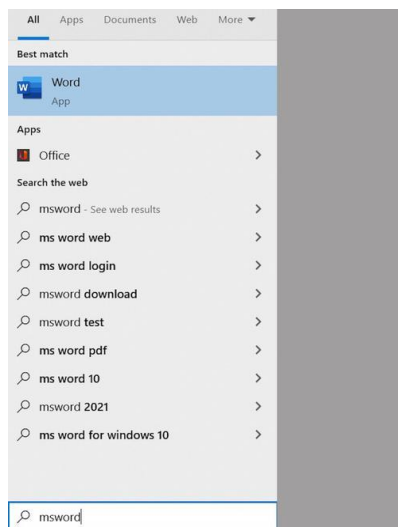 All Apps Documents Web More
Best match
Word
App
Apps
Office
Search the web
msword - See web results
ms word web
ms word login
msword download
msword test
ms word pdf
ms word 10
msword 2021
ms word for windows 10
msword